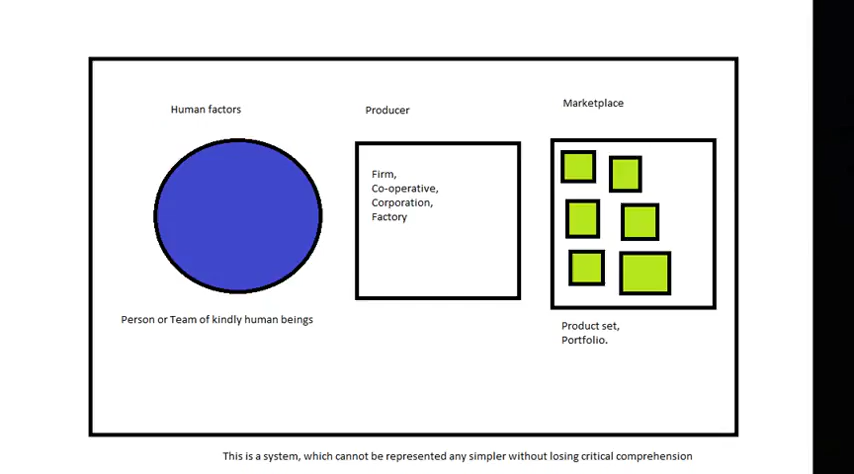 Human factors
Producer
Marketplace
Firm,
Co-operative,
Corporation,
Factory
Person or Team of kindly human beings
Product set,
Portfolio.
This is a system, which cannot be represented any simpler without losing critical comprehension